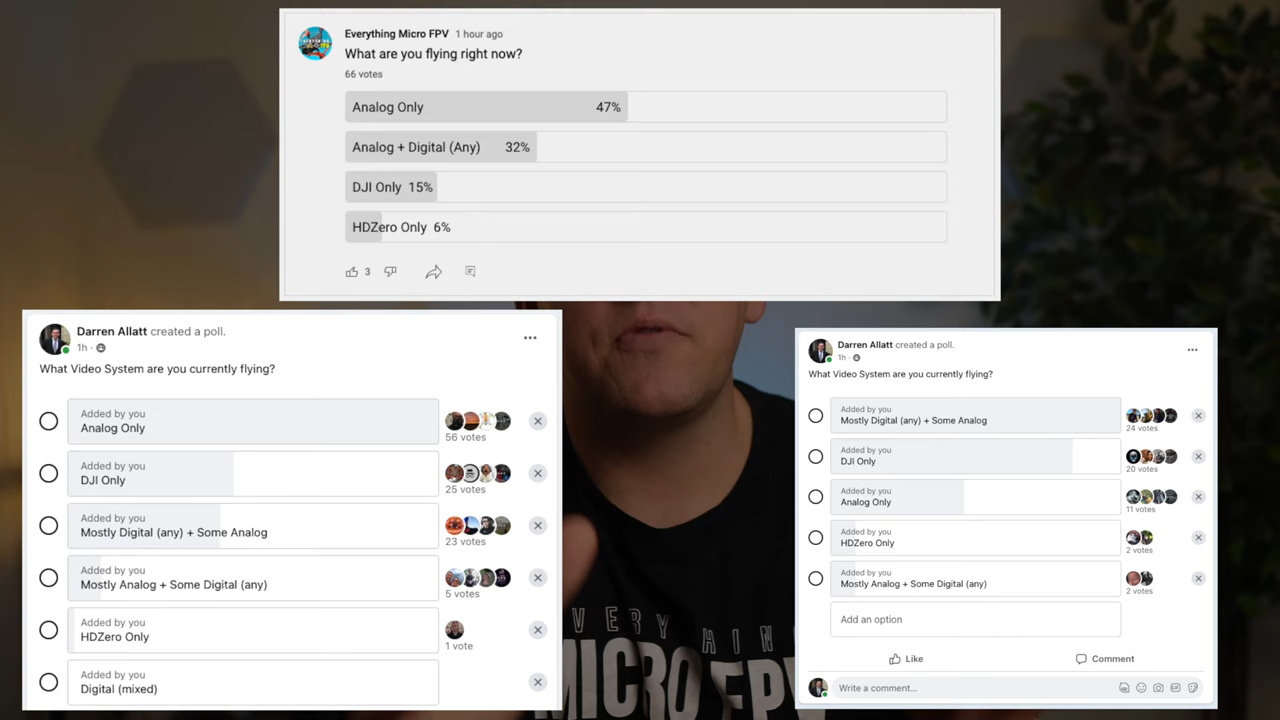 Everything Micro FPV 1 hour ago
What are you flying right now?
66 votes
Analog Only 47%
Analog + Digital (Any) 32%
DJI Only 15%
HDZero Only 6%
3
Darren Allatt created a poll.
1h
What Video System are you currently flying?
Added by you
Analog Only
56 votes
Added by you
DJI Only
25 votes
Added by you
Mostly Digital (any) + Some Analog
23 votes
Added by you
Mostly Analog + Some Digital (any)
5 votes
Added by you
HDZero Only
1 vote
Added by you
Digital (mixed)
Darren Allatt created a poll.
1h
What Video System are you currently flying?
Added by you
Mostly Digital (any) + Some Analog
24 votes
Added by you
DJI Only
20 votes
Added by you
Analog Only
11 votes
Added by you
HDZero Only
2 votes
Added by you
Mostly Analog + Some Digital (any)
2 votes
Add an option
Like Comment
Write a comment...
MICRO FPV